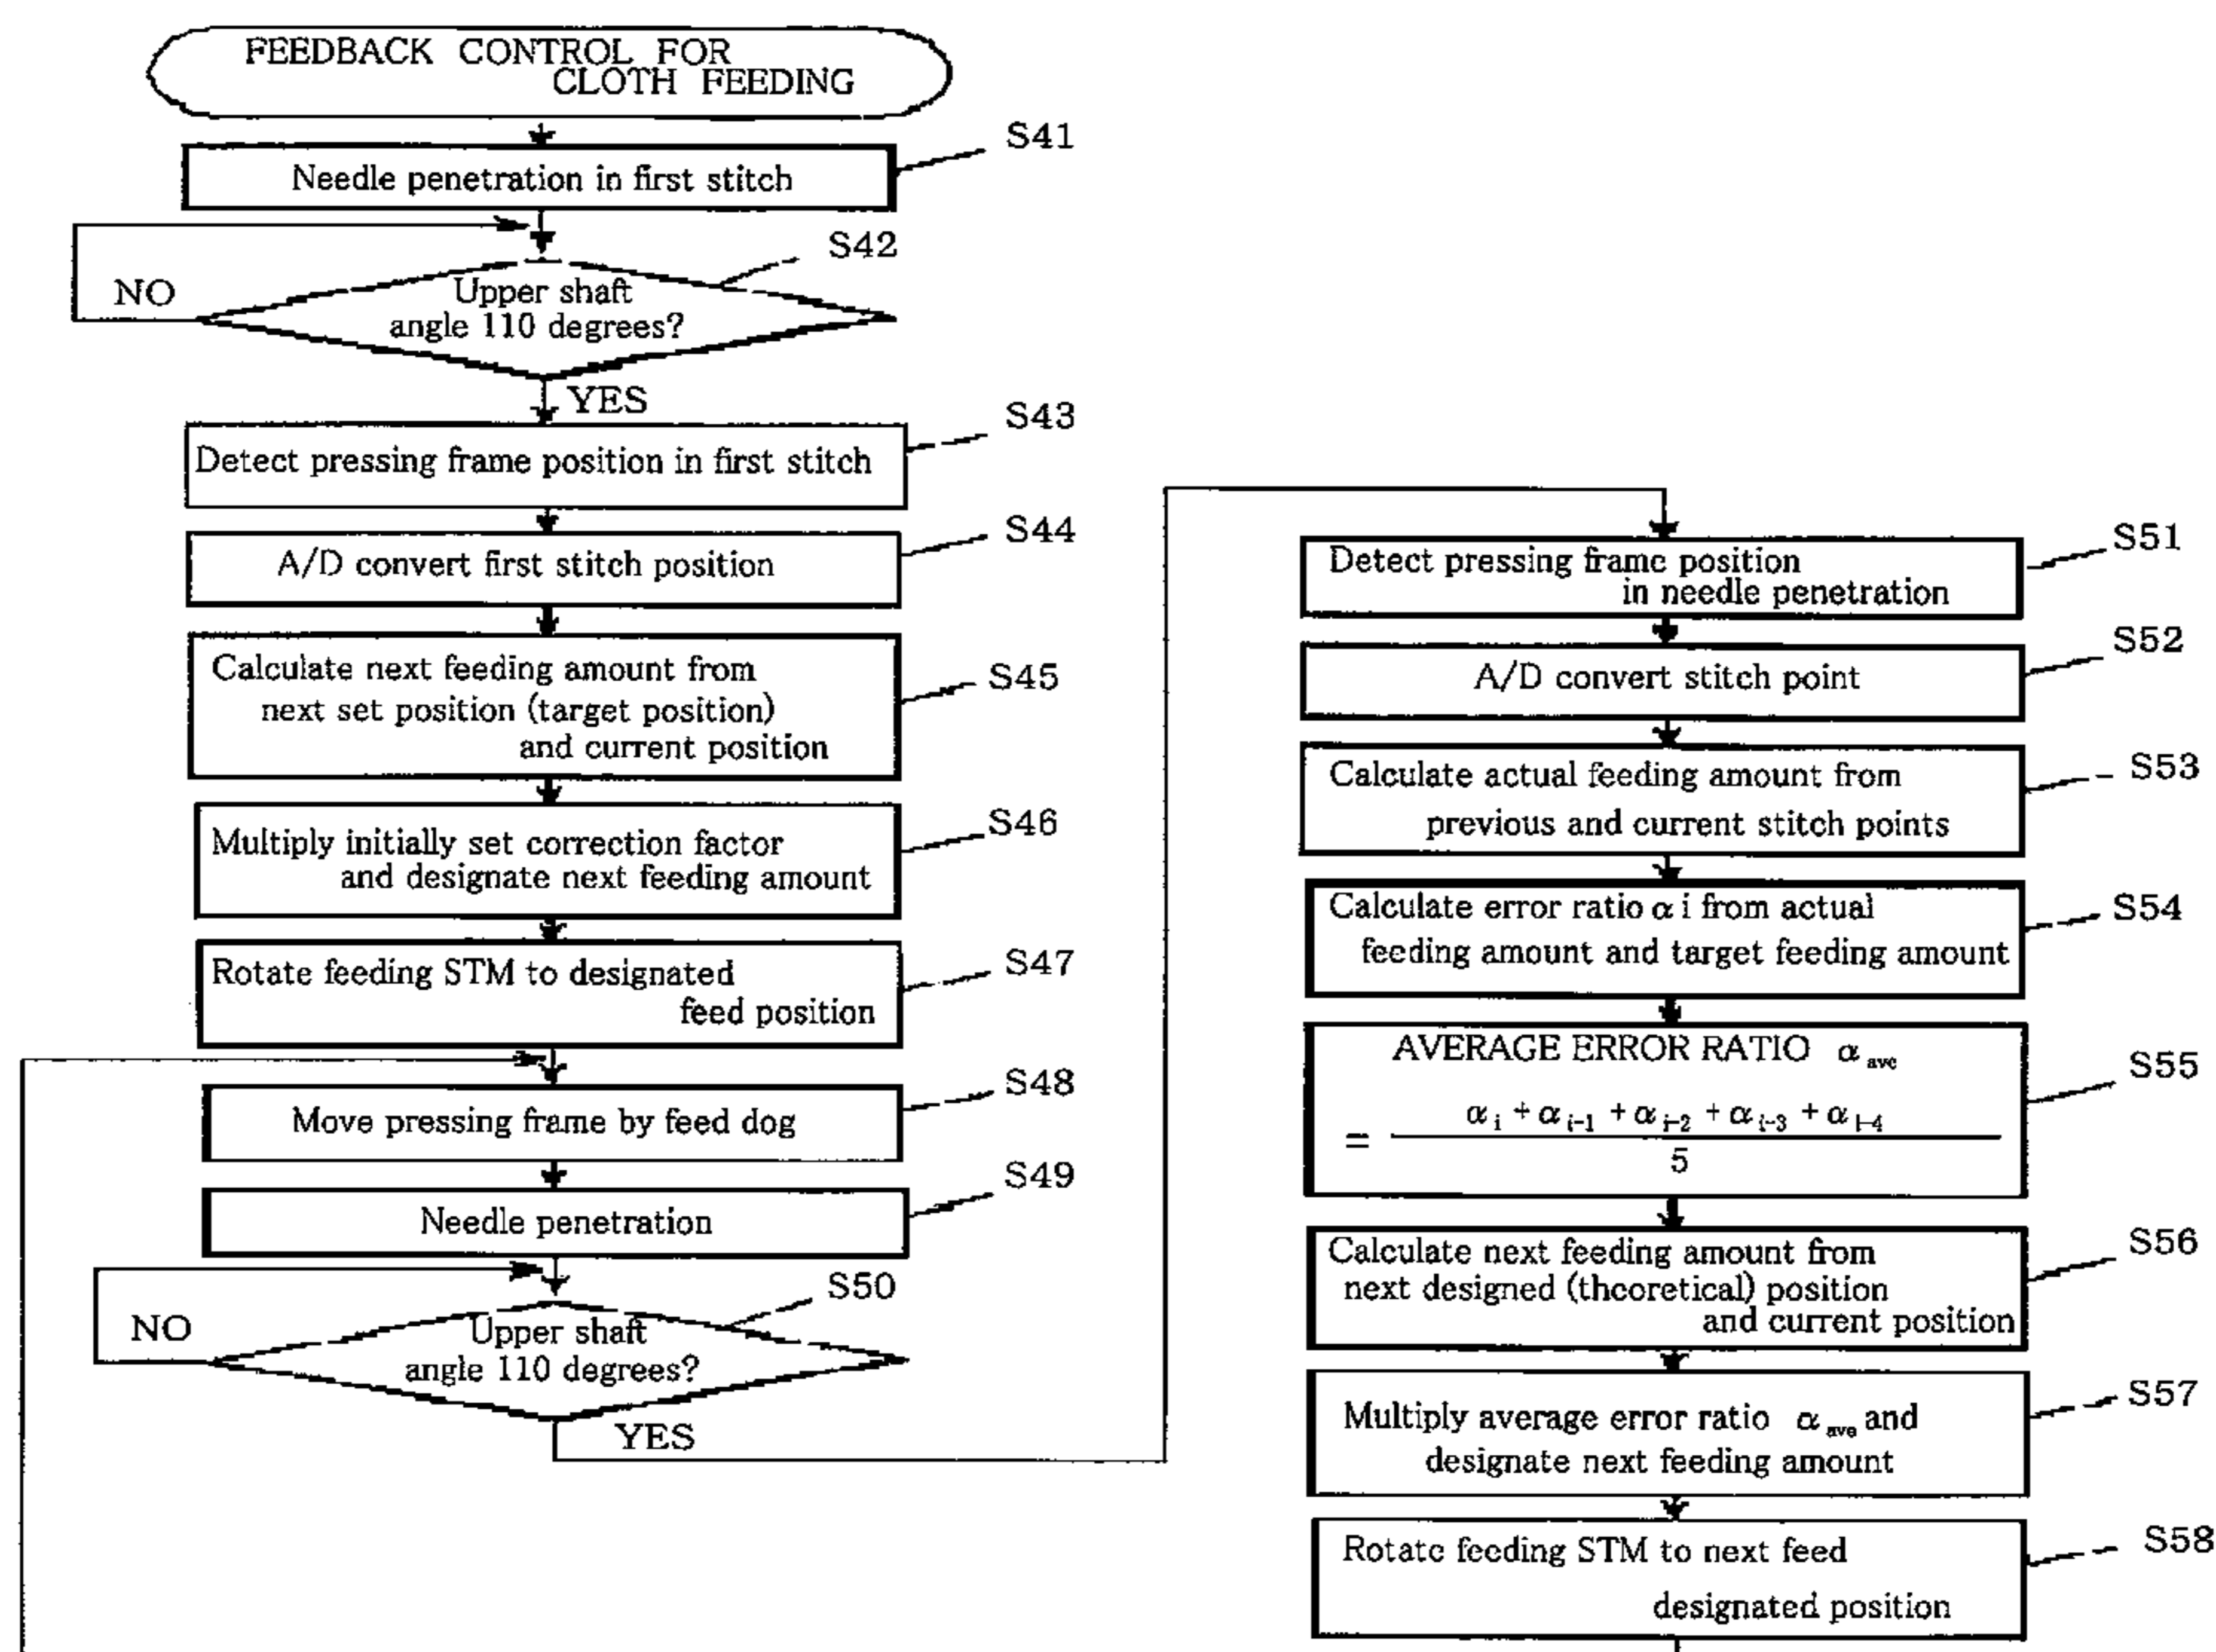 FEEDBACK CONTROL FOR
CLOTH FEEDING
S41
Needle penetration in first stitch
S42
NO
Upper shaft
angle 110 degrees?
YES
S43
Detect pressing frame position in first stitch
S44
A/D convert first stitch position
S45
Calculate next feeding amount from
next set position (target position)
and current position
S46
Multiply initially set correction factor
and designate next feeding amount
S47
Rotate feeding STM to designated
feed position
S48
Move pressing frame by feed dog
S49
Needle penetration
S50
NO
Upper shaft
angle 110 degrees?
YES
S51
Detect pressing frame position
in needle penetration
S52
A/D convert stitch point
S53
Calculate actual feeding amount from
previous and current stitch points
S54
Calculate error ratio α i from actual
feeding amount and target feeding amount
S55
AVERAGE ERROR RATIO α ave
= α i + α i-1 + α i-2 + α i-3 + α i-4
5
S56
Calculate next feeding amount from
next designed (theoretical) position
and current position
S57
Multiply average error ratio α ave and
designate next feeding amount
S58
Rotate feeding STM to next feed
designated position